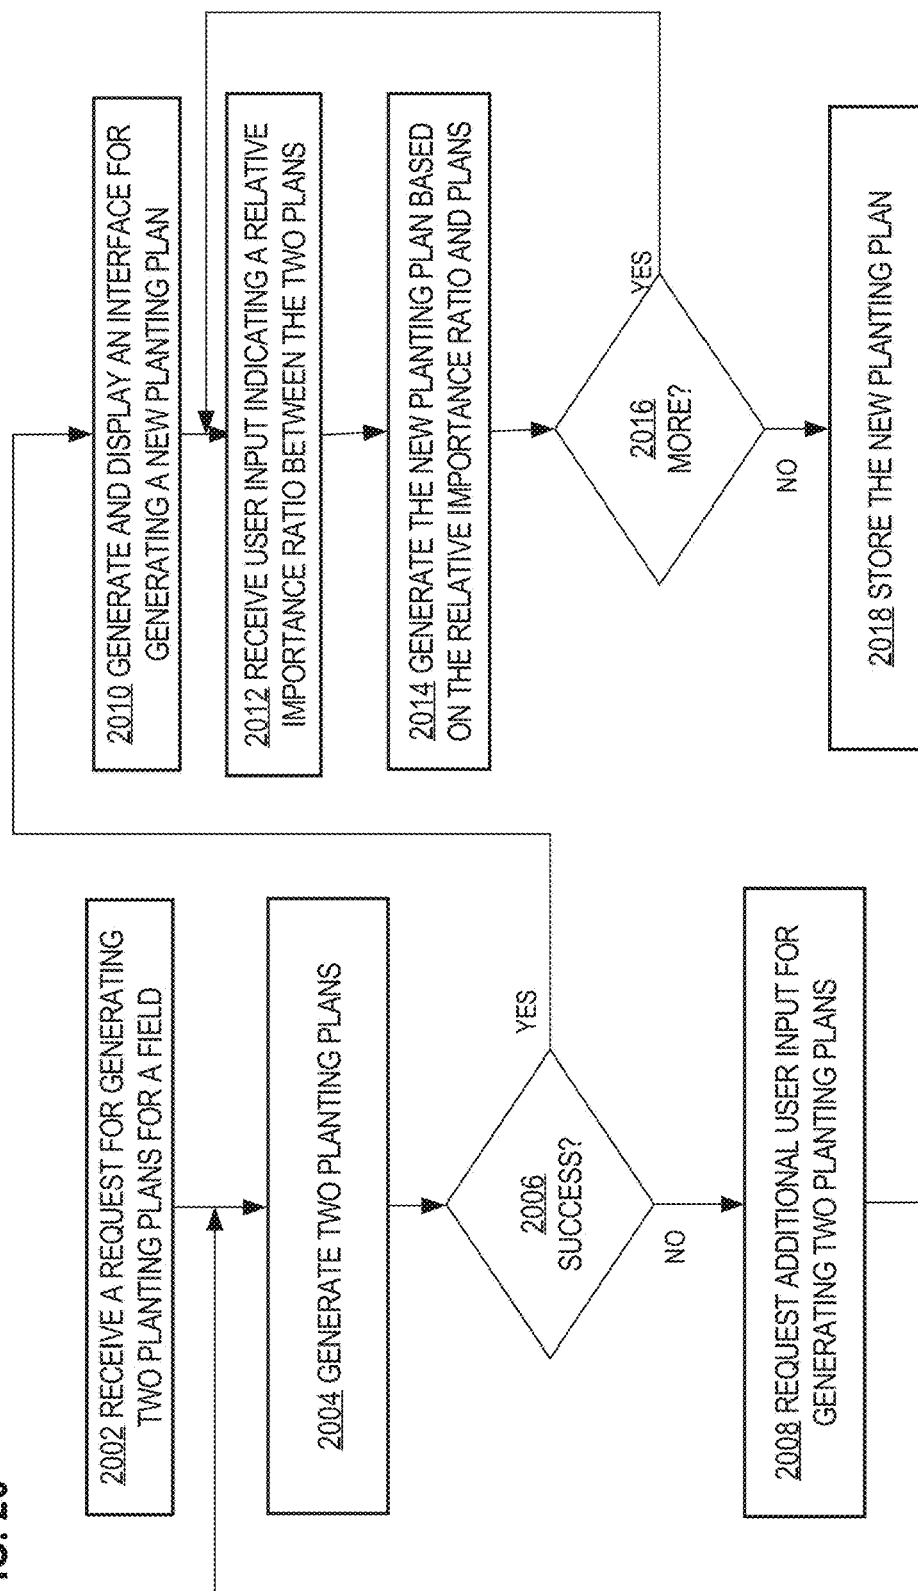 2002 RECEIVE A REQUEST FOR GENERATING
TWO PLANTING PLANS FOR A FIELD
2004 GENERATE TWO PLANTING PLANS
2006
SUCCESS?
YES
NO
2008 REQUEST ADDITIONAL USER INPUT FOR
GENERATING TWO PLANTING PLANS
2010 GENERATE AND DISPLAY AN INTERFACE FOR
GENERATING A NEW PLANTING PLAN
2012 RECEIVE USER INPUT INDICATING A RELATIVE
IMPORTANCE RATIO BETWEEN THE TWO PLANS
2014 GENERATE THE NEW PLANTING PLAN BASED
ON THE RELATIVE IMPORTANCE RATIO AND PLANS
2016
MORE?
YES
NO
2018 STORE THE NEW PLANTING PLAN